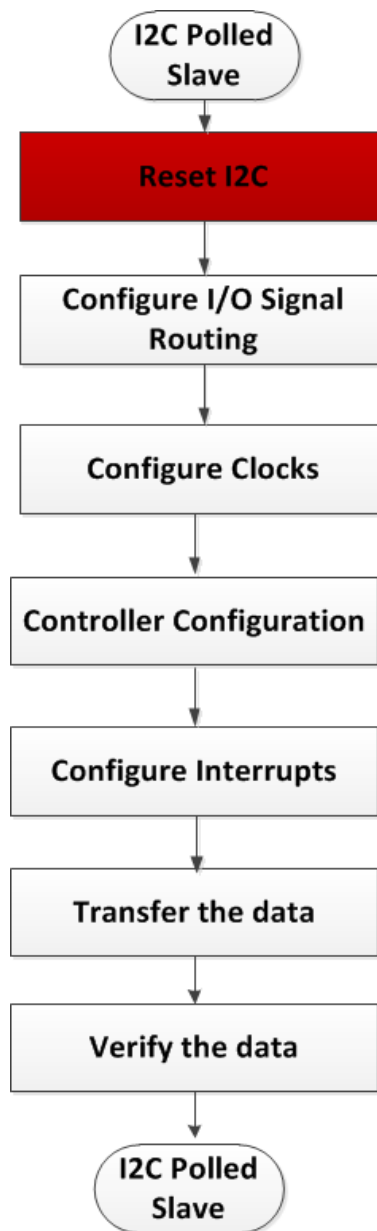 I2C Polled
Slave
Reset I2C
Configure I/O Signal
Routing
Configure Clocks
Controller Configuration
Configure Interrupts
Transfer the data
Verify the data
I2C Polled
Slave